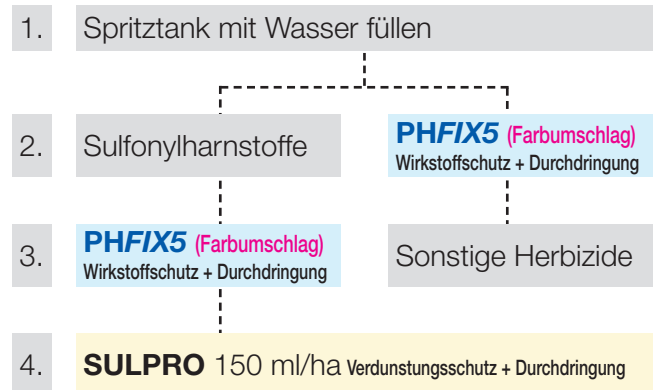 1. Spritztank mit Wasser füllen
2. Sulfonylharnstoffe
PHFIX5 (Farbumschlag)
Wirkstoffschutz + Durchdringung
3. PHFIX5 (Farbumschlag)
Wirkstoffschutz + Durchdringung
Sonstige Herbizide
4. SULPRO 150 ml/ha Verdunstungsschutz + Durchdringung